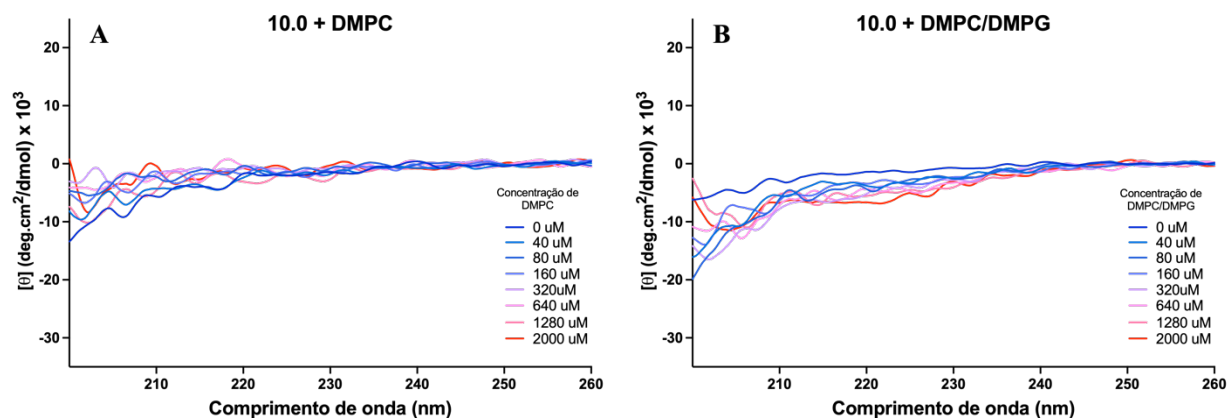 A
10.0 + DMPC
[θ] (deg.cm²/dmol) x 10³
20
10
0
-10
-20
-30
210
220
230
240
250
260
Comprimento de onda (nm)
Concentração de
DMPC
0 uM
40 uM
80 uM
160 uM
320uM
640 uM
1280 uM
2000 uM
B
10.0 + DMPC/DMPG
[θ] (deg.cm²/dmol) x 10³
20
10
0
-10
-20
-30
210
220
230
240
250
260
Comprimento de onda (nm)
Concentração de
DMPC/DMPG
0 uM
40 uM
80 uM
160 uM
320uM
640 uM
1280 uM
2000 uM